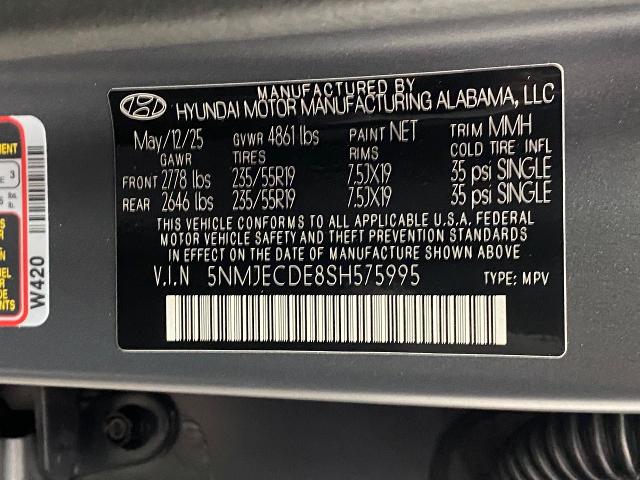 MANUFACTURED BY
HYUNDAI MOTOR MANUFACTURING ALABAMA, LLC
May/12/25 GVWR 4861 lbs PAINT NET TRIM MMH
GAWR TIRES COLD TIRE INFL
FRONT 2778 lbs 235/55R19 7.5JX19 35 psi SINGLE
REAR 2646 lbs 235/55R19 7.5JX19 35 psi SINGLE
THIS VEHICLE CONFORMS TO ALL APPLICABLE U.S.A. FEDERAL
MOTOR VEHICLE SAFETY AND THEFT PREVENTION STANDARDS
IN EFFECT ON THE DATE OF MANUFACTURE SHOWN ABOVE
V.I.N 5NMJECDE8SH575995 TYPE: MPV
W420
3
lb.